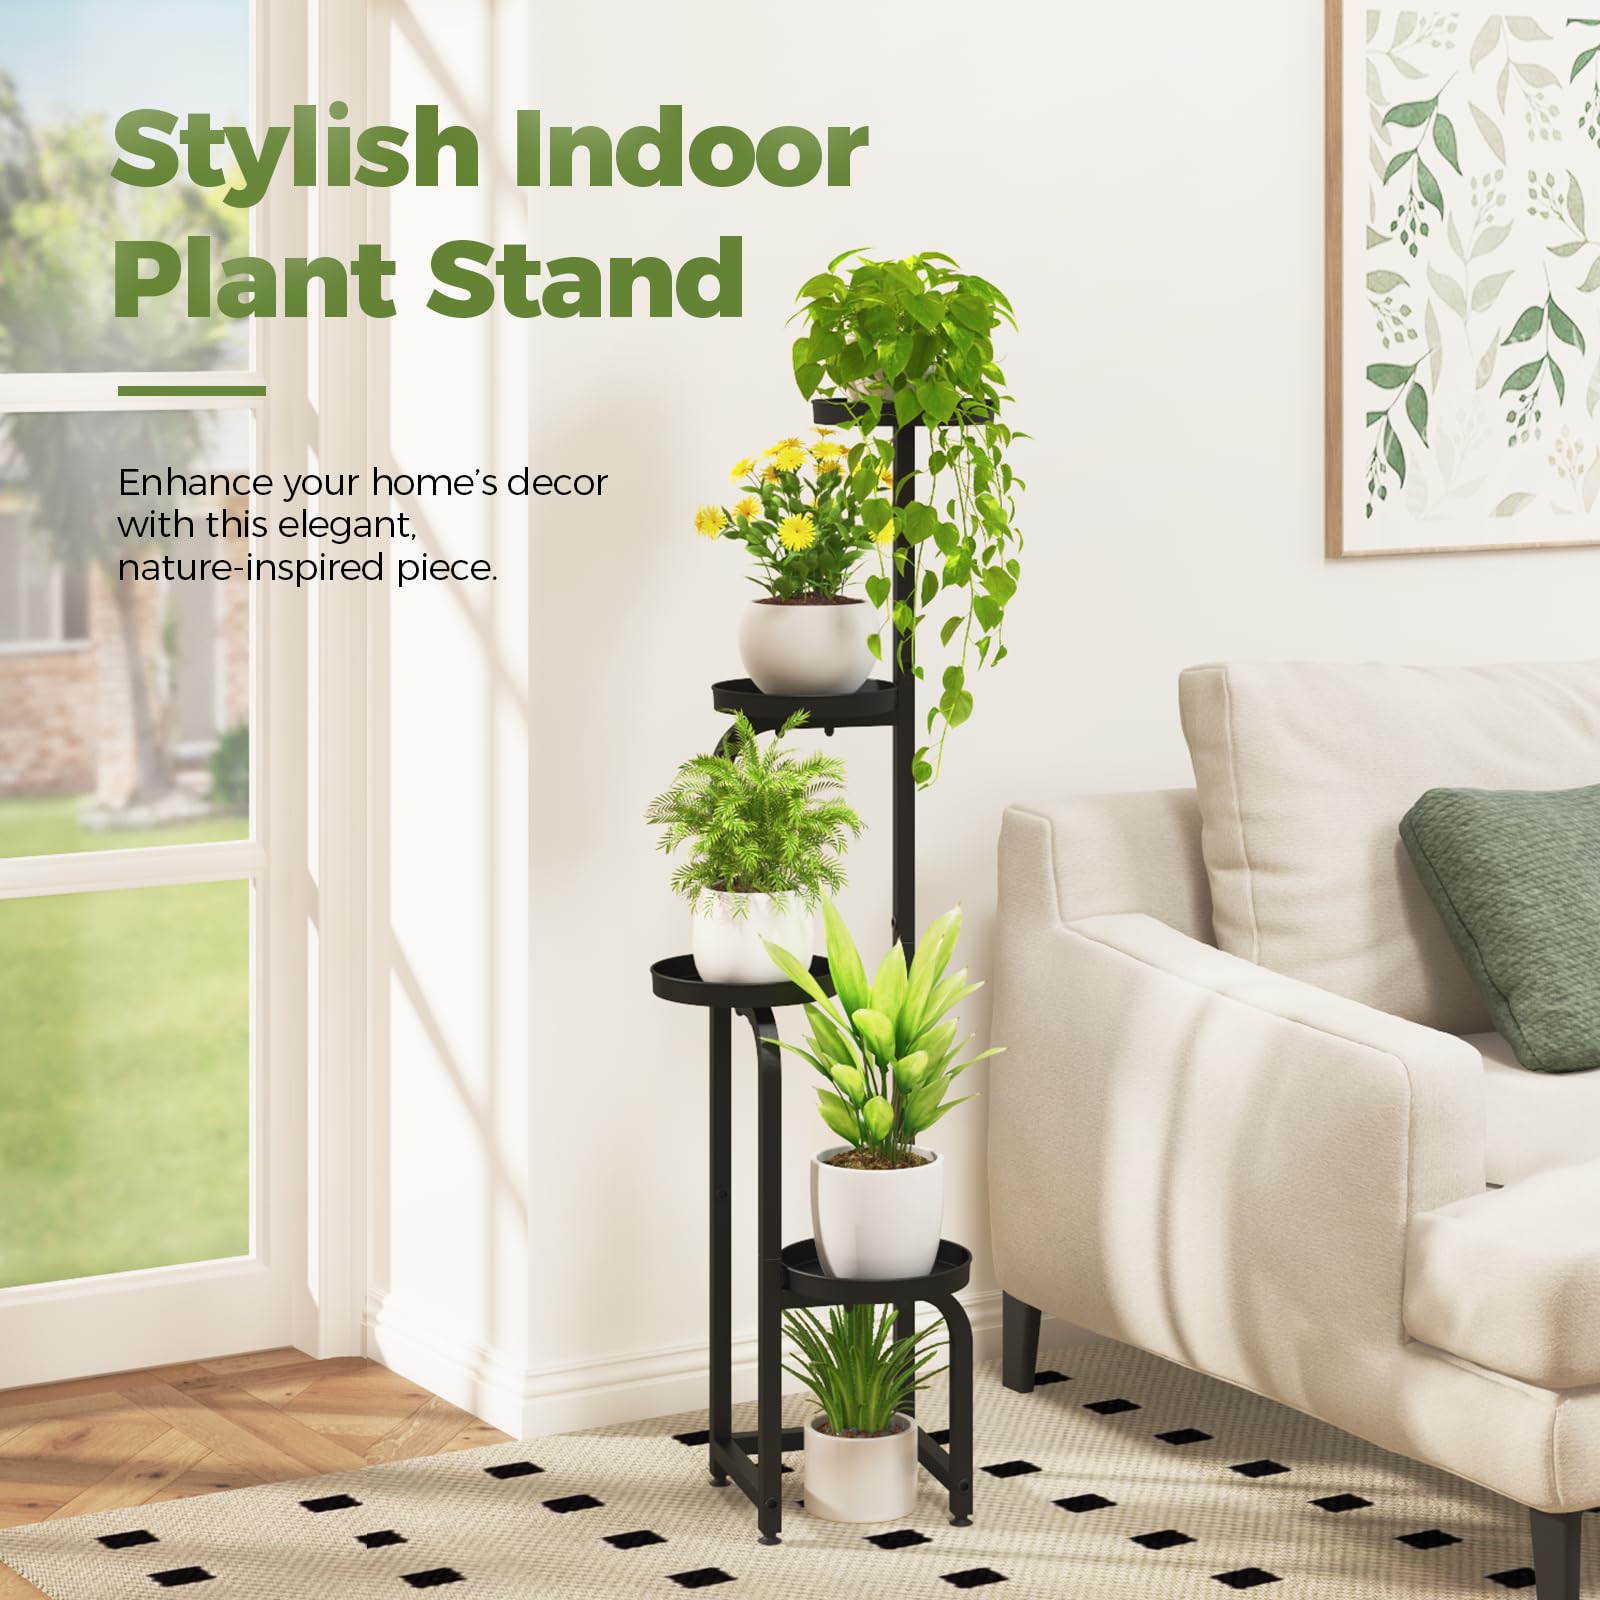 Stylish Indoor
Plant Stand
Enhance your home’s decor
with this elegant,
nature-inspired piece.